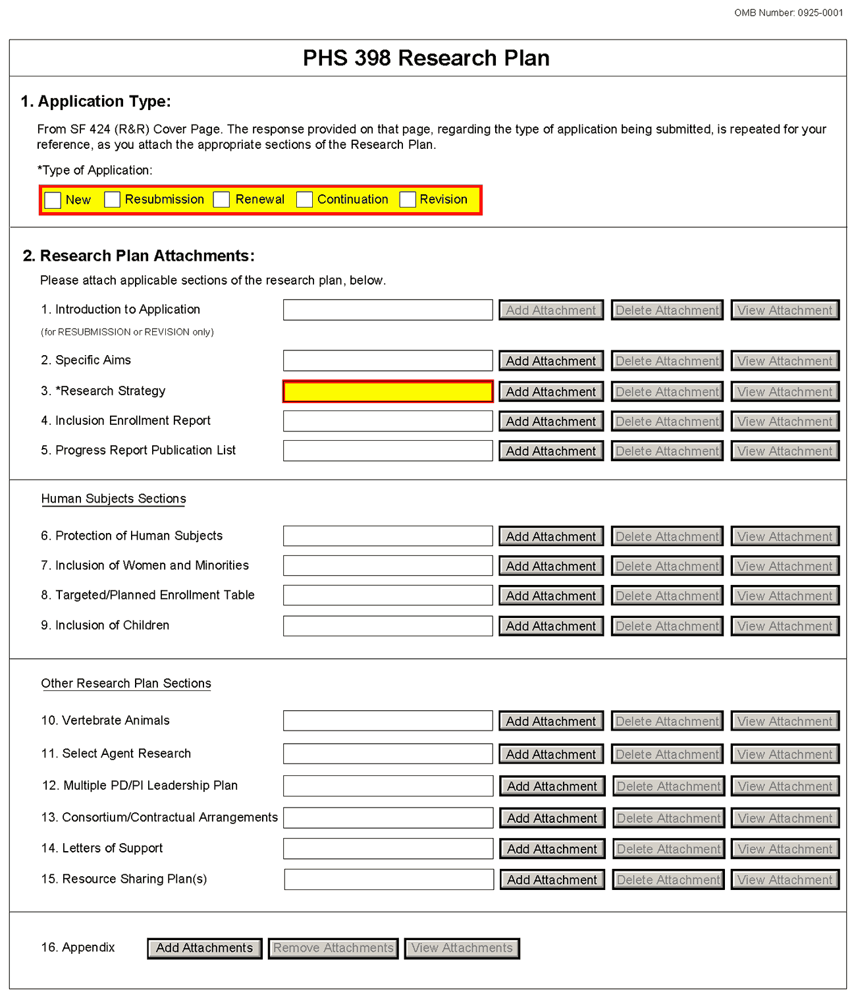 OMB Number: 0925-0001
PHS 398 Research Plan
1. Application Type:
From SF 424 (R&R) Cover Page. The response provided on that page, regarding the type of application being submitted, is repeated for your
reference, as you attach the appropriate sections of the Research Plan.
*Type of Application:
New Resubmission Renewal Continuation Revision
2. Research Plan Attachments:
Please attach applicable sections of the research plan, below.
1. Introduction to Application Add Attachment Delete Attachment View Attachment
(for RESUBMISSION or REVISION only)
2. Specific Aims Add Attachment Delete Attachment View Attachment
3. *Research Strategy Add Attachment Delete Attachment View Attachment
4. Inclusion Enrollment Report Add Attachment Delete Attachment View Attachment
5. Progress Report Publication List Add Attachment Delete Attachment View Attachment
Human Subjects Sections
6. Protection of Human Subjects Add Attachment Delete Attachment View Attachment
7. Inclusion of Women and Minorities Add Attachment Delete Attachment View Attachment
8. Targeted/Planned Enrollment Table Add Attachment Delete Attachment View Attachment
9. Inclusion of Children Add Attachment Delete Attachment View Attachment
Other Research Plan Sections
10. Vertebrate Animals Add Attachment Delete Attachment View Attachment
11. Select Agent Research Add Attachment Delete Attachment View Attachment
12. Multiple PD/PI Leadership Plan Add Attachment Delete Attachment View Attachment
13. Consortium/Contractual Arrangements Add Attachment Delete Attachment View Attachment
14. Letters of Support Add Attachment Delete Attachment View Attachment
15. Resource Sharing Plan(s) Add Attachment Delete Attachment View Attachment
16. Appendix Add Attachments Remove Attachments View Attachments